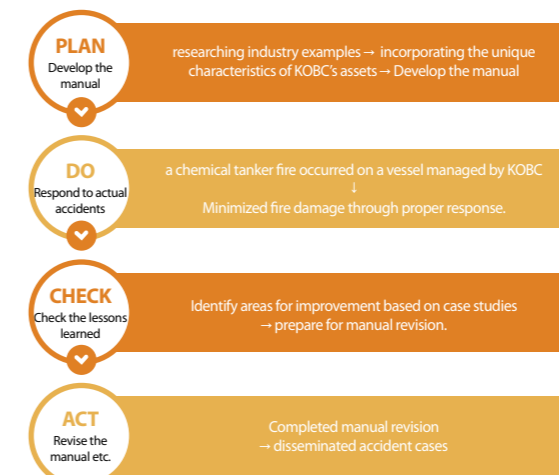 PLAN
Develop the
manual
researching industry examples → incorporating the unique
characteristics of KOBC's assets → Develop the manual
DO
Respond to actual
accidents
a chemical tanker fire occurred on a vessel managed by KOBC
↓
Minimized fire damage through proper response.
CHECK
Check the lessons
learned
Identify areas for improvement based on case studies
→ prepare for manual revision.
ACT
Revise the
manual etc.
Completed manual revision
→ disseminated accident cases